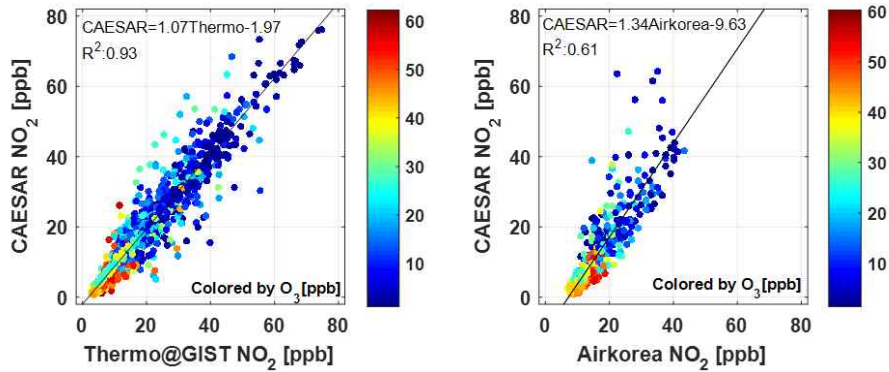 CAESAR=1.07Thermo-1.97
R²:0.93
80
60
40
20
0
CAESAR NO₂ [ppb]
0 20 40 60 80
Thermo@GIST NO₂ [ppb]
Colored by O₃[ppb]
60
50
40
30
20
10
CAESAR=1.34Airkorea-9.63
R²:0.61
80
60
40
20
0
CAESAR NO₂ [ppb]
0 20 40 60 80
Airkorea NO₂ [ppb]
Colored by O₃[ppb]
60
50
40
30
20
10